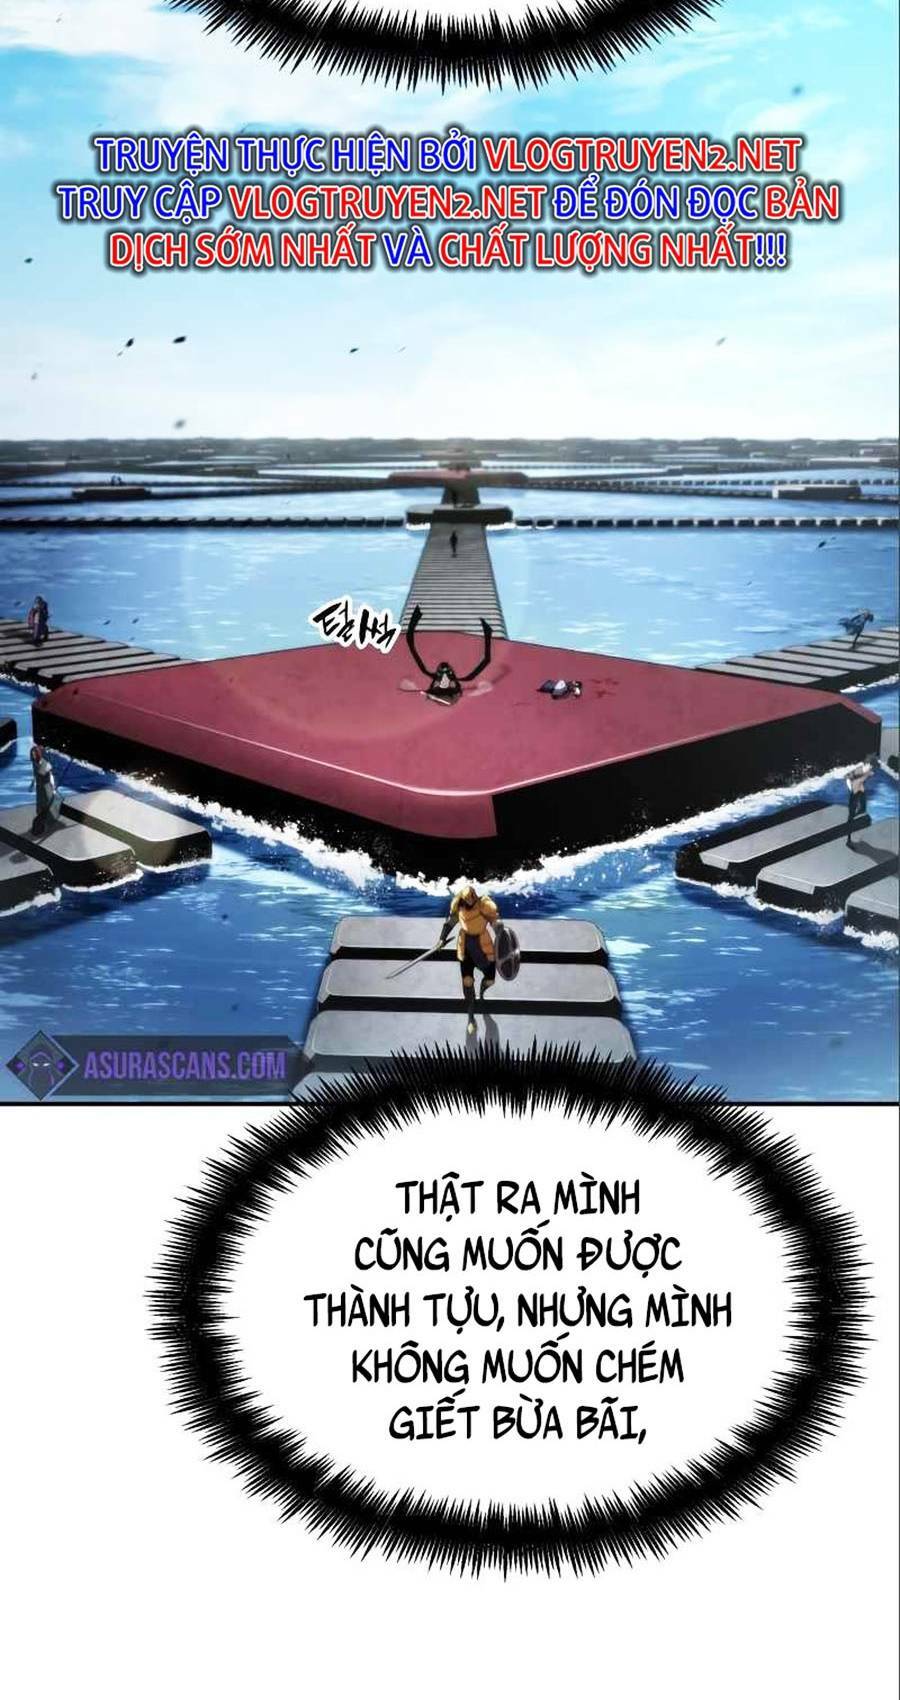 TRUYỆN THỰC HIỆN BỞI VLOGTRUYEN2.NET
TRUY CẬP VLOGTRUYEN2.NET ĐỂ ĐÓN ĐỌC BẢN
DỊCH SỚM NHẤT VÀ CHẤT LƯỢNG NHẤT!!!
털썩
ASURASCANS.COM
THẬT RA MÌNH
CŨNG MUỐN ĐƯỢC
THÀNH TỰU, NHƯNG MÌNH
KHÔNG MUỐN CHÉM
GIẾT BỪA BÃI,